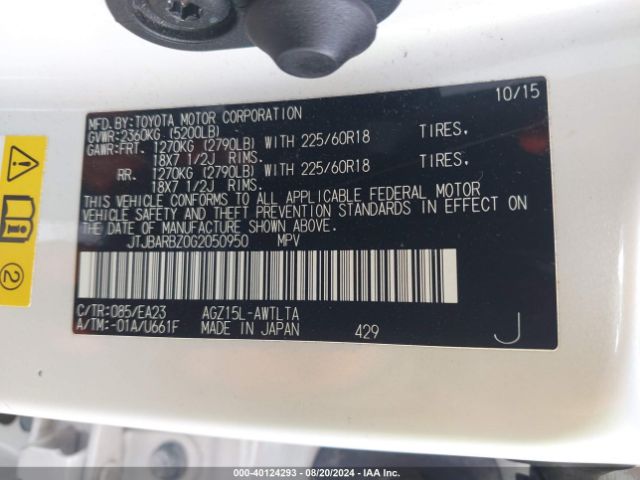 MFD.BY:TOYOTA MOTOR CORPORATION 10/15
GVWR:2360KG (5200LB)
GAWR:FRT. 1270KG (2790LB) WITH 225/60R18 TIRES,
18X7 1/2J RIMS.
RR. 1270KG (2790LB) WITH 225/60R18 TIRES,
18X7 1/2J RIMS.
THIS VEHICLE CONFORMS TO ALL APPLICABLE FEDERAL MOTOR
VEHICLE SAFETY AND THEFT PREVENTION STANDARDS IN EFFECT ON
THE DATE OF MANUFACTURE SHOWN ABOVE.
JTJBARBZ0G2050950 MPV
C/TR:085/EA23 AGZ15L-AWTLTA
A/TM:-01A/U661F MADE IN JAPAN 429 J
2
000-40124293 - 08/20/2024 - IAA Inc.